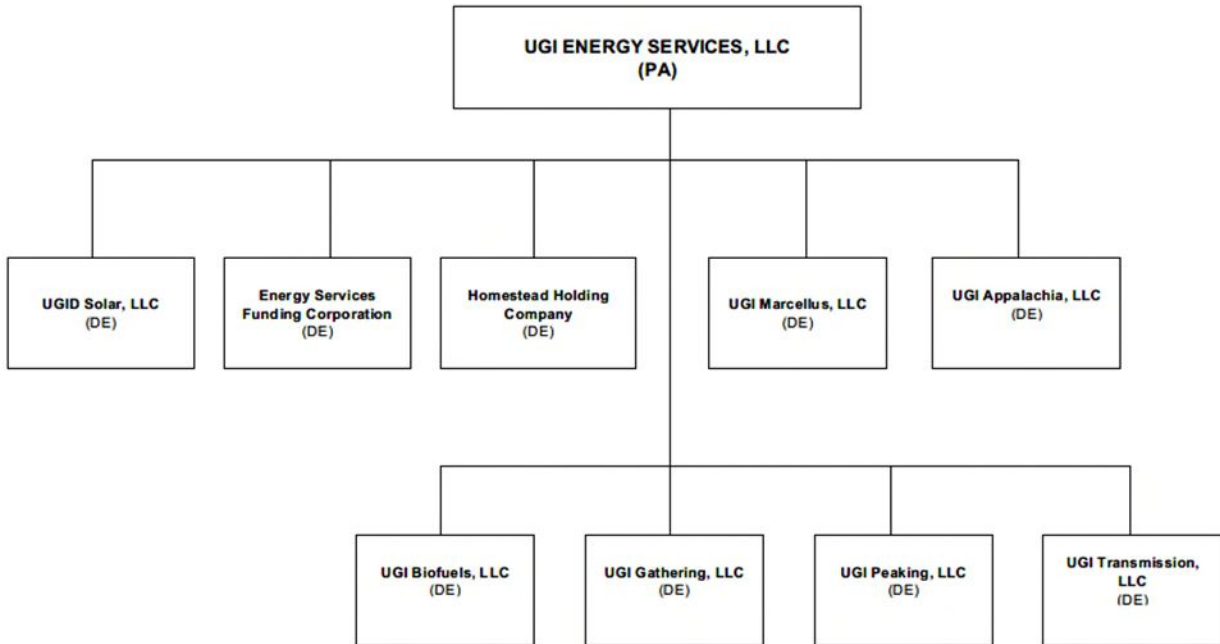 UGI ENERGY SERVICES, LLC
(PA)
UGID Solar, LLC
(DE)
Energy Services
Funding Corporation
(DE)
Homestead Holding
Company
(DE)
UGI Marcellus, LLC
(DE)
UGI Appalachia, LLC
(DE)
UGI Biofuels, LLC
(DE)
UGI Gathering, LLC
(DE)
UGI Peaking, LLC
(DE)
UGI Transmission,
LLC
(DE)